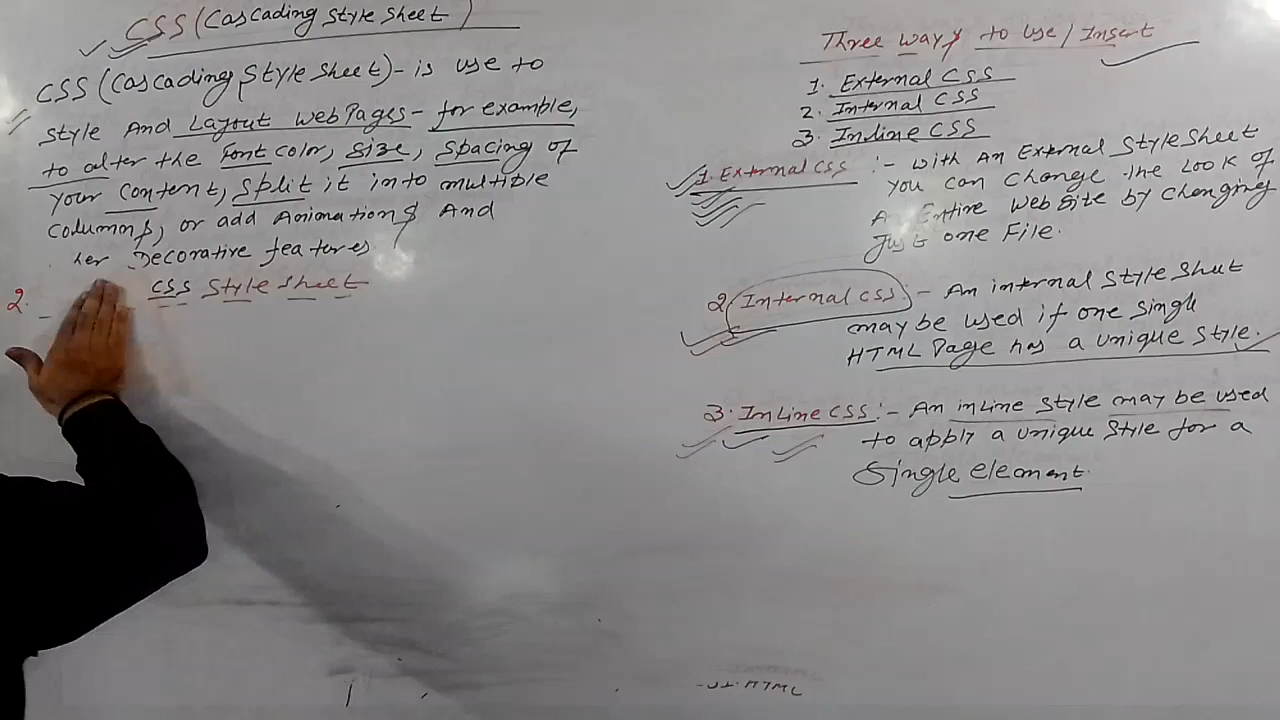 CSS (Cascading Style Sheet)
CSS (Cascading Style Sheet) - is use to
style And Layout webPages - for example,
to alter the Font color, Size, Spacing of
your Content, Split it into multiple
Columns, or add Animations And
her Decorative features.
2. CSS Style Sheet
Three ways to use / Insert
1. External CSS
2. Internal CSS
3. Inline CSS
1. External CSS :- with An External StyleSheet
you can change the Look of
A Entire Website by changing
Just one File.
2. Internal CSS :- An internal Style Sheet
may be used if one single
HTML Page has a unique Style.
3. InLine CSS :- An inline Style may be used
to apply a unique Style for a
Single element.
HTML